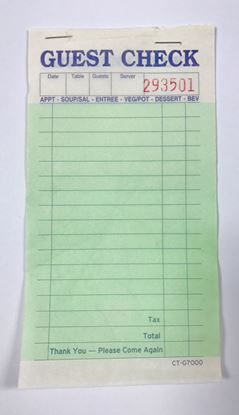 GUEST CHECK
Date Table Guests Server
293501
APPT - SOUP/SAL - ENTREE - VEG/POT - DESSERT - BEV
Tax
Total
Thank You — Please Come Again
CT-G7000